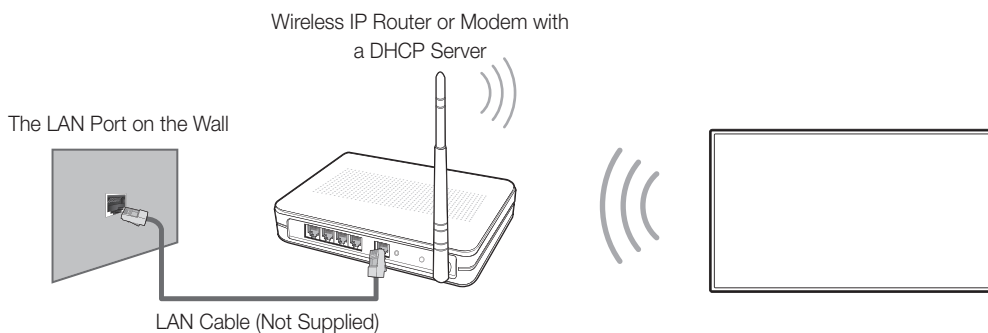 Wireless IP Router or Modem with
a DHCP Server
The LAN Port on the Wall
LAN Cable (Not Supplied)